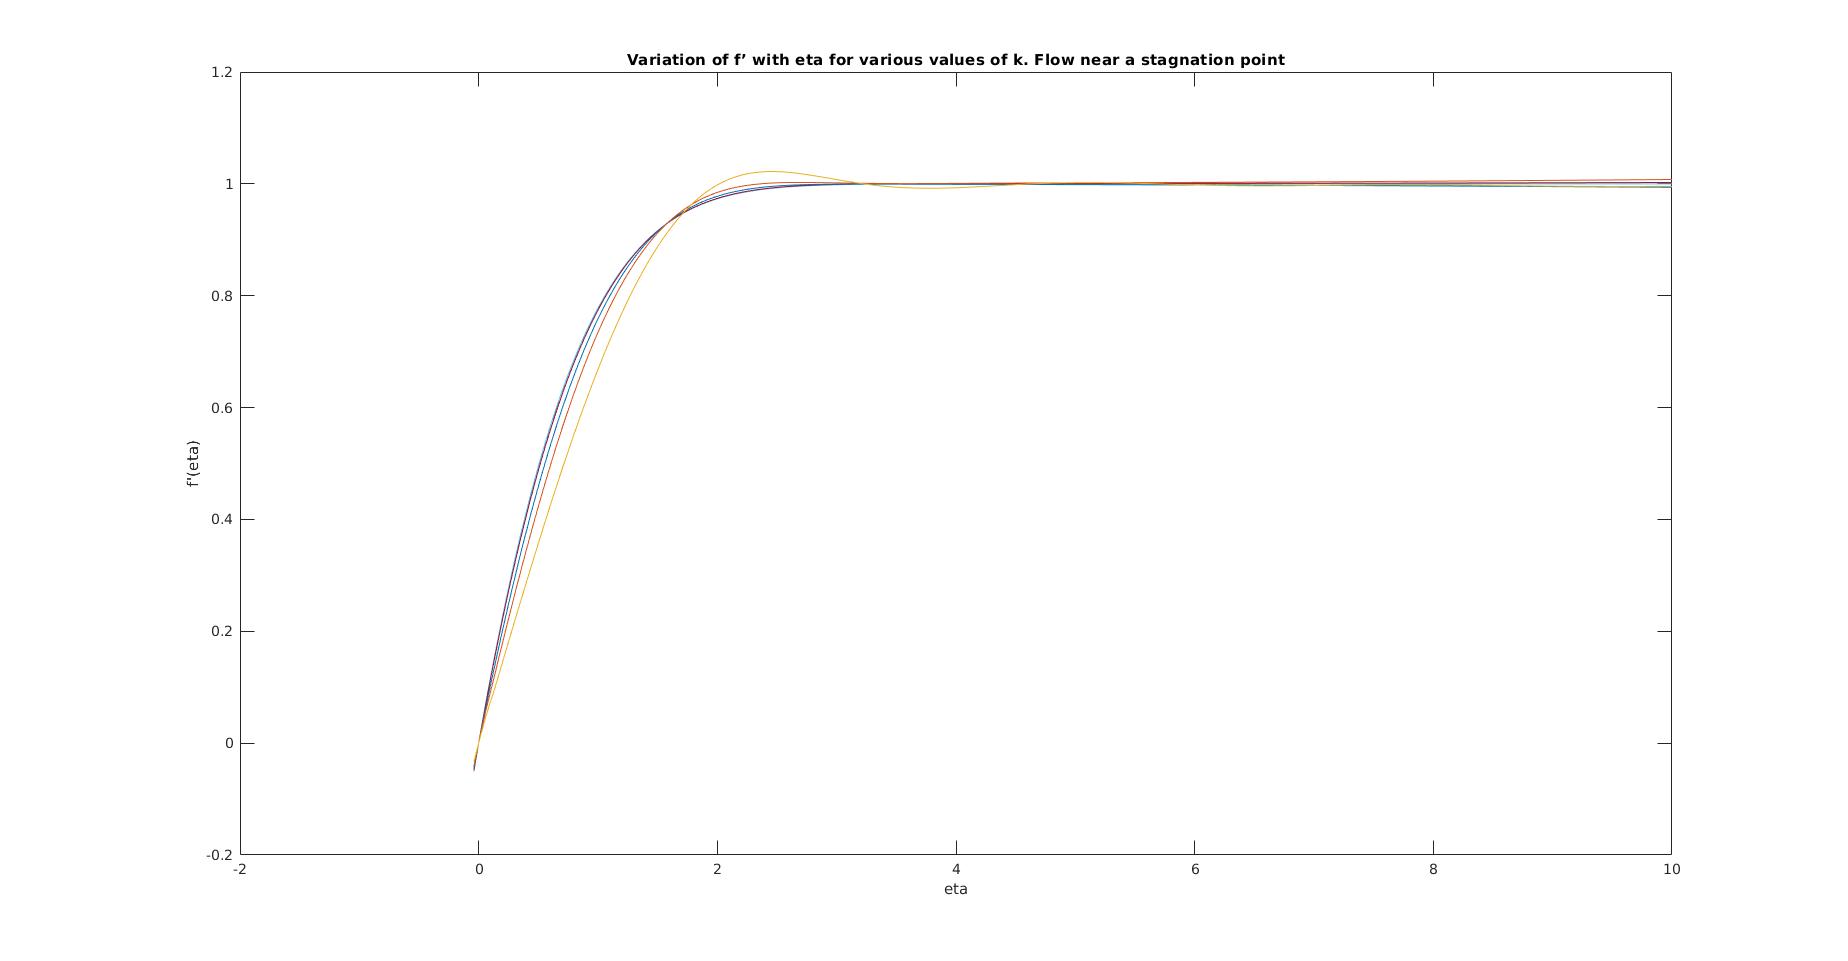 Variation of f’ with eta for various values of k. Flow near a stagnation point
1.2
1
0.8
0.6
0.4
0.2
0
-0.2
f'(eta)
-2 0 2 4 6 8 10
eta